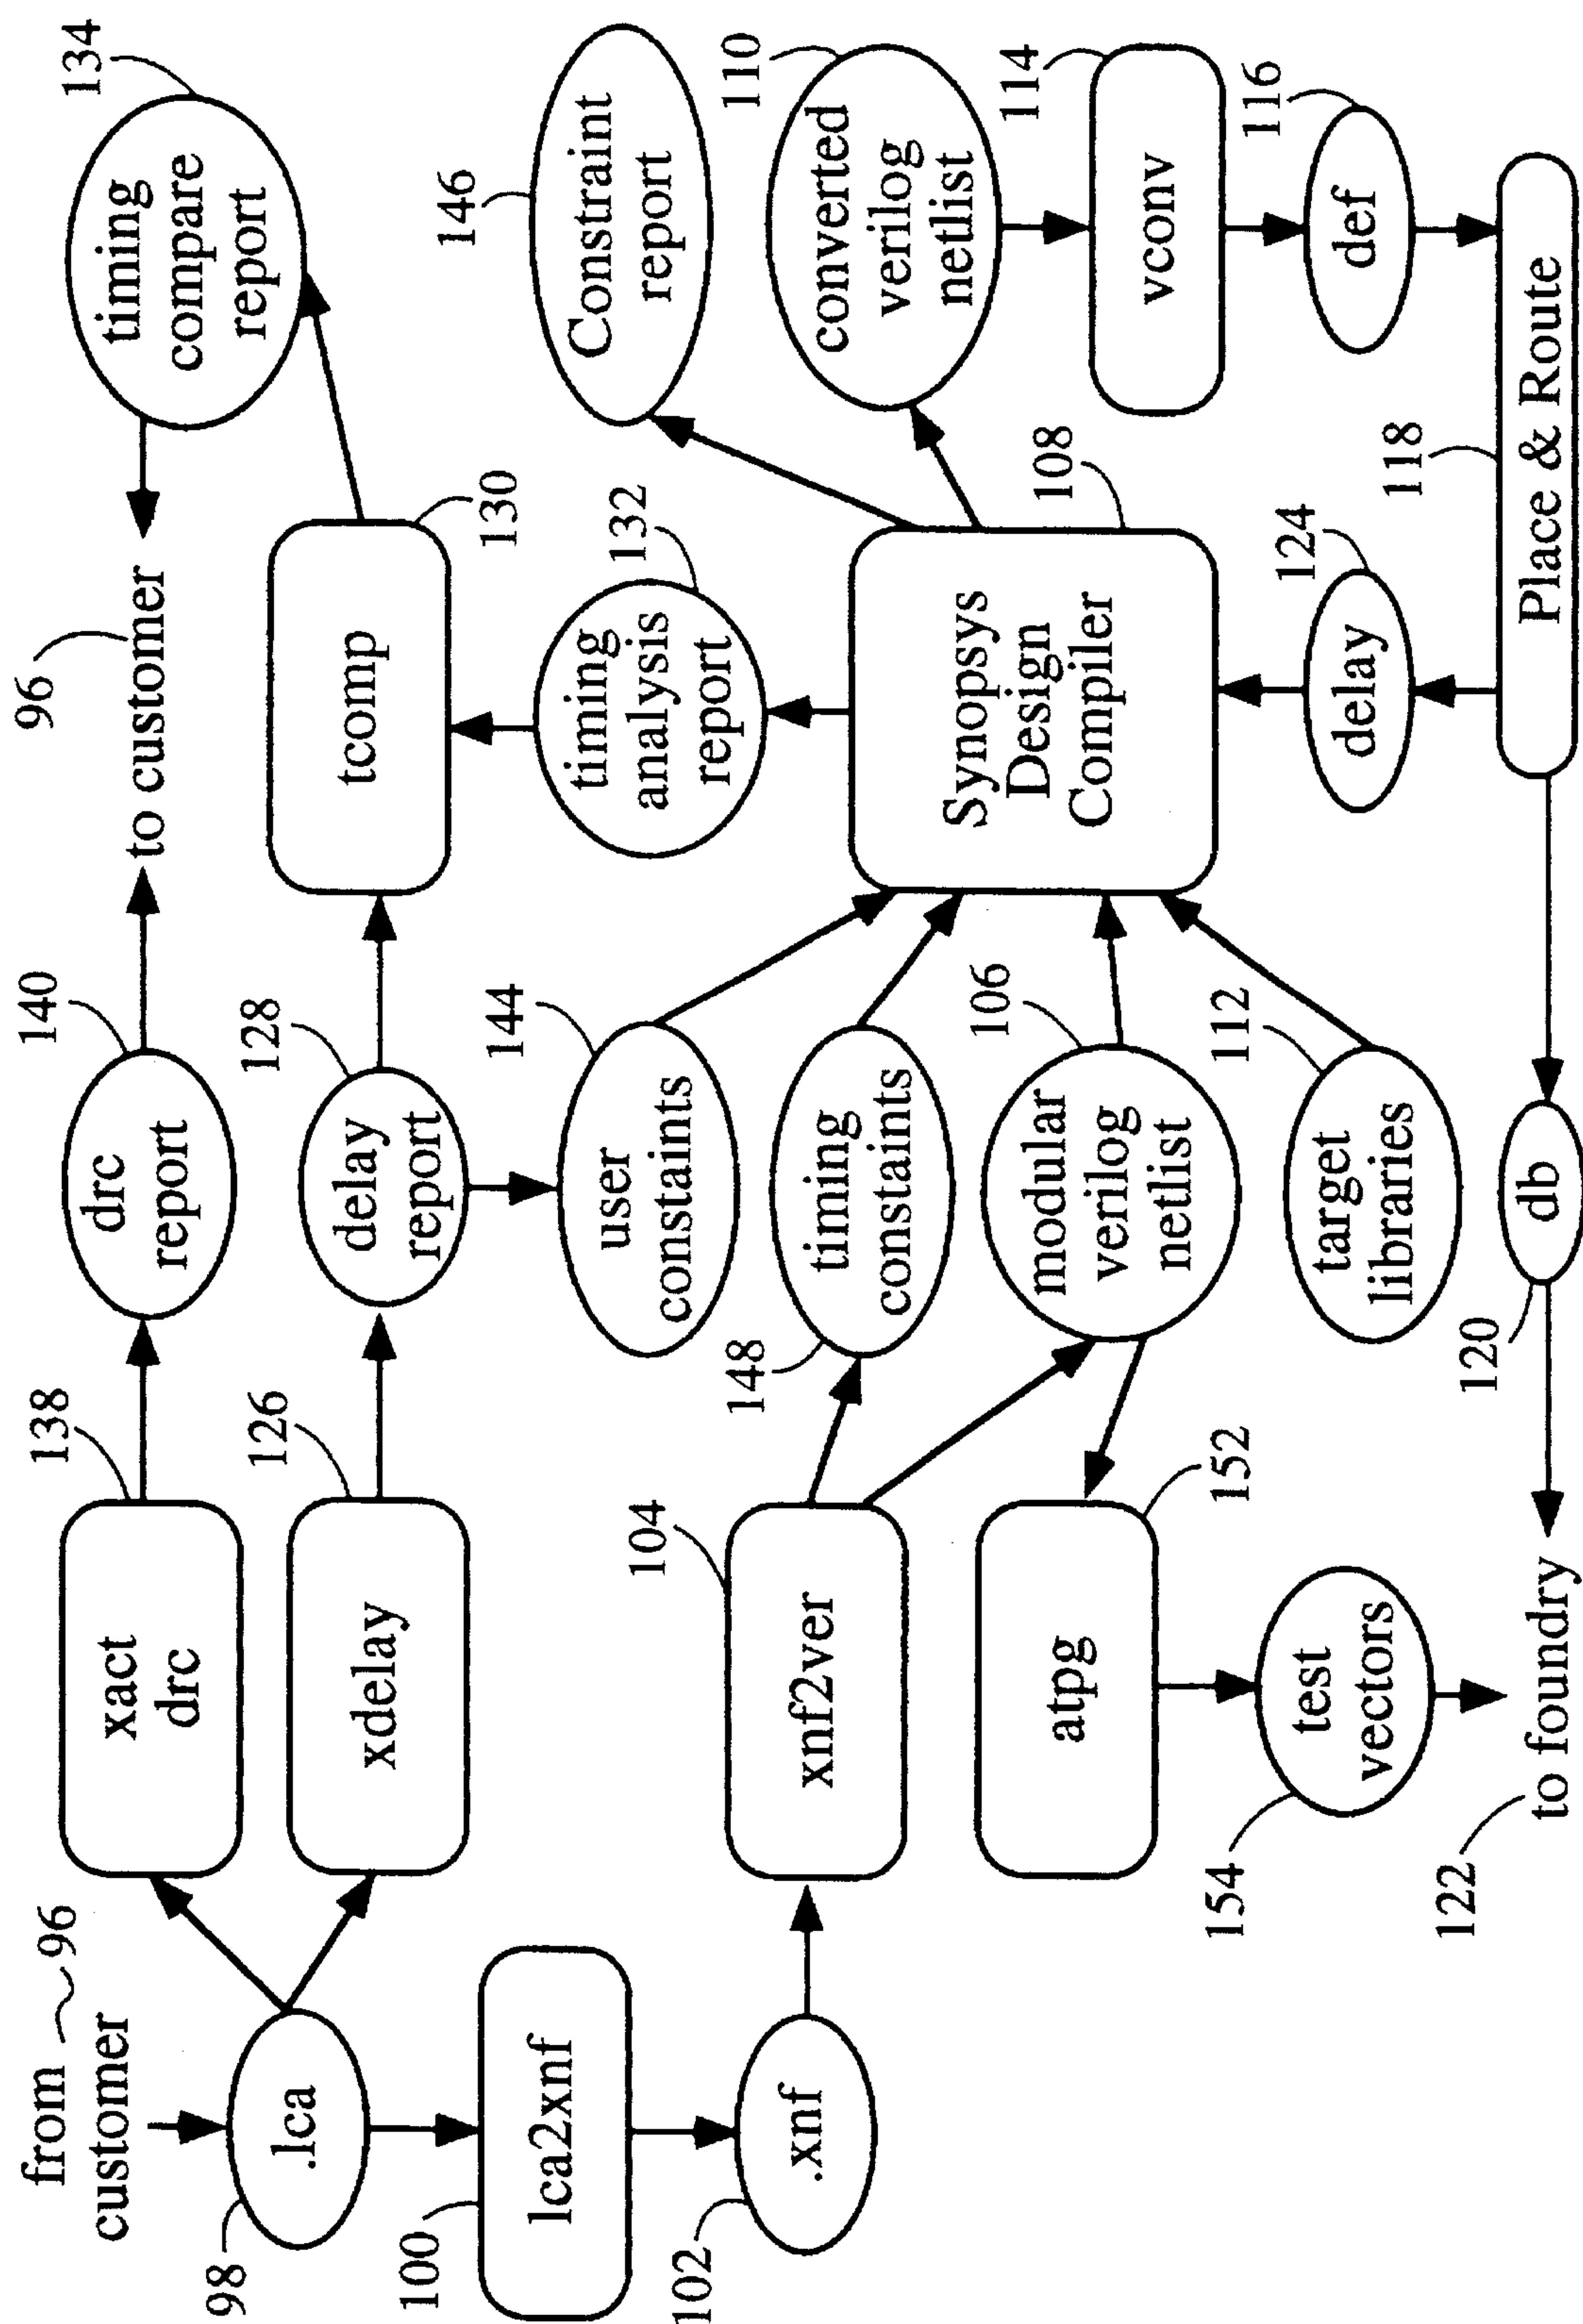 from
customer
96
98
.lca
100
lca2xnf
102
.xnf
138
xact
drc
126
xdelay
104
xnf2ver
152
atpg
154
test
vectors
122
to foundry
140
drc
report
128
delay
report
144
user
constaints
148
timing
constaints
106
modular
verilog
netlist
112
target
libraries
120
db
96
to customer
130
tcomp
132
timing
analysis
report
108
Synopsys
Design
Compiler
124
delay
118
Place & Route
134
timing
compare
report
146
Constraint
report
110
converted
verilog
netlist
114
vconv
116
def